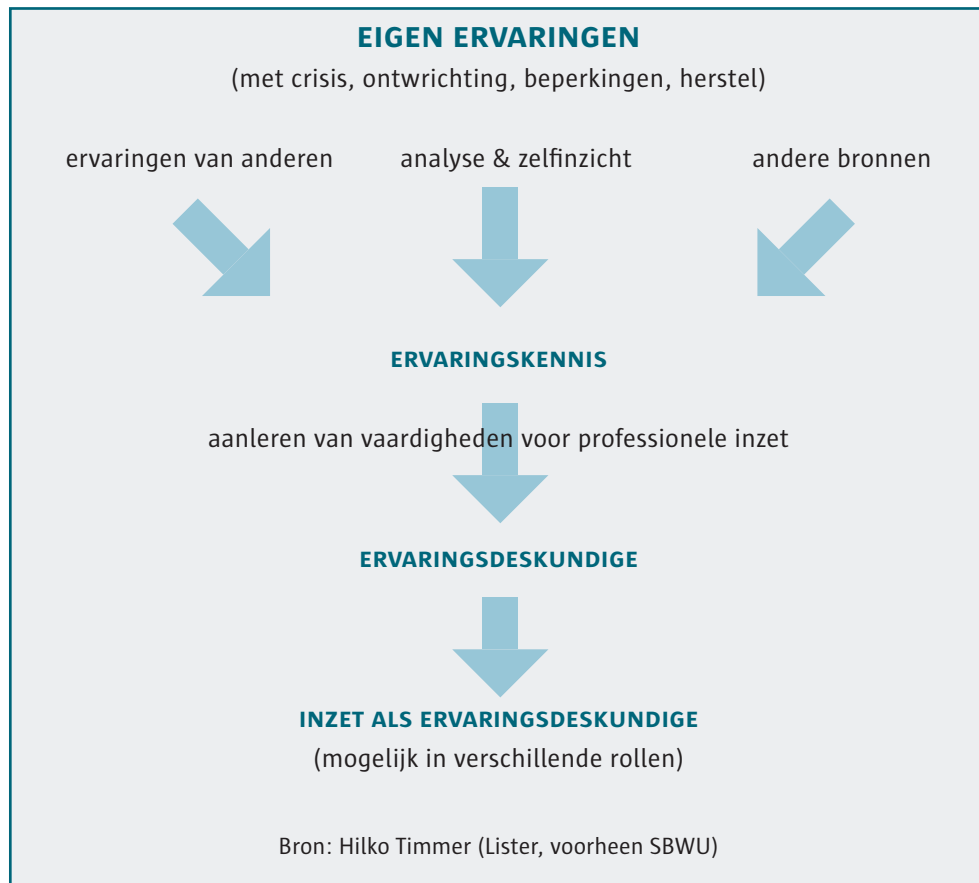 EIGEN ERVARINGEN
(met crisis, ontwrichting, beperkingen, herstel)
ervaringen van anderen analyse & zelfinzicht andere bronnen
ERVARINGSKENNIS
aanleren van vaardigheden voor professionele inzet
ERVARINGSDESKUNDIGE
INZET ALS ERVARINGSDESKUNDIGE
(mogelijk in verschillende rollen)
Bron: Hilko Timmer (Lister, voorheen SBWU)